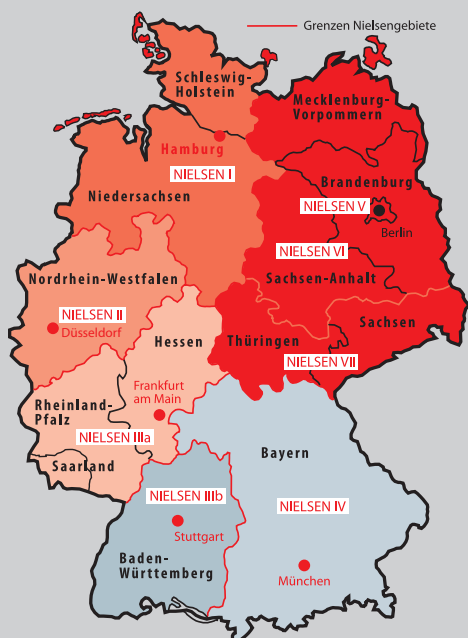 Grenzen Nielsengebiete
Schleswig-
Holstein
Mecklenburg-
Vorpommern
Hamburg
NIELSEN I
Niedersachsen
Brandenburg
NIELSEN V
Berlin
NIELSEN VI
Sachsen-Anhalt
Nordrhein-Westfalen
NIELSEN II
Düsseldorf
Hessen
Thüringen
Sachsen
NIELSEN VII
Frankfurt
am Main
Rheinland-
Pfalz
NIELSEN IIIa
Saarland
Bayern
NIELSEN IIIb
NIELSEN IV
Stuttgart
Baden-
Württemberg
München